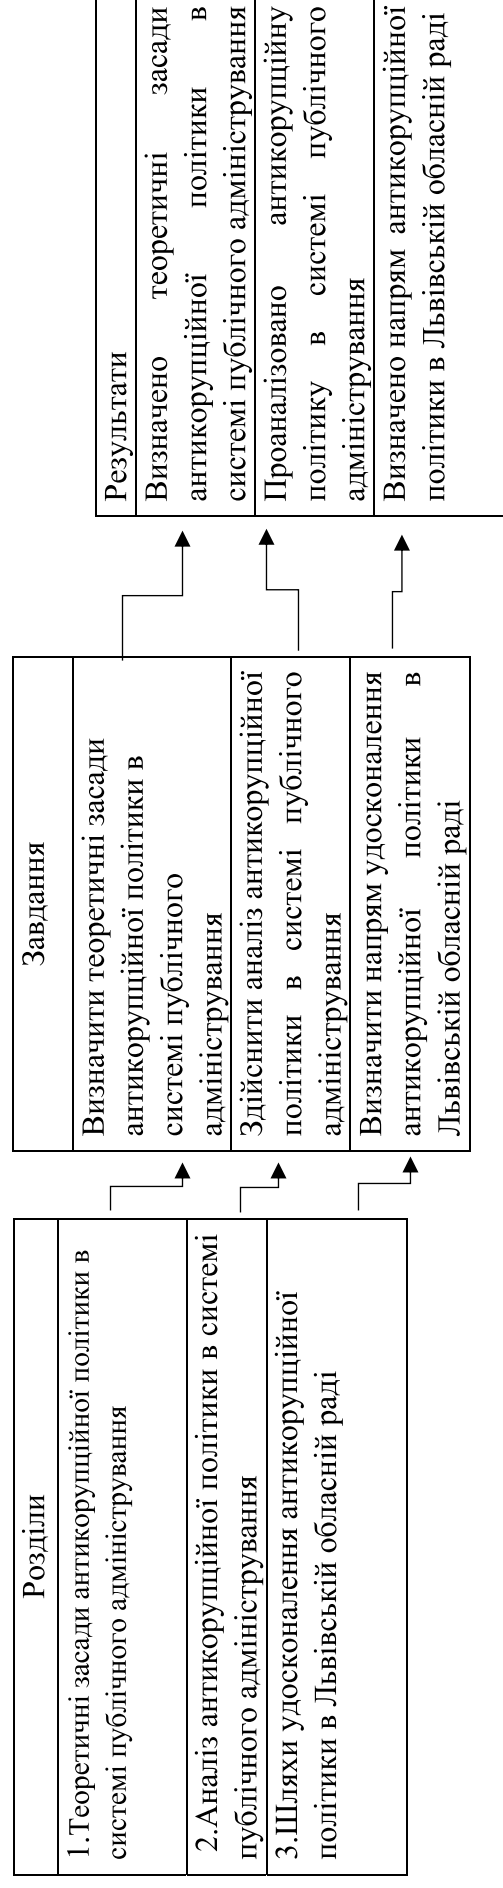 Розділи
1.Теоретичні засади антикорупційної політики в
системі публічного адміністрування
2.Аналіз антикорупційної політики в системі
публічного адміністрування
3.Шляхи удосконалення антикорупційної
політики в Львівській обласній раді
Завдання
Визначити теоретичні засади
антикорупційної політики в
системі публічного
адміністрування
Здійснити аналіз антикорупційної
політики в системі публічного
адміністрування
Визначити напрям удосконалення
антикорупційної політики в
Львівській обласній раді
Результати
Визначено теоретичні засади
антикорупційної політики в
системі публічного адміністрування
Проаналізовано антикорупційну
політику в системі публічного
адміністрування
Визначено напрям антикорупційної
політики в Львівській обласній раді